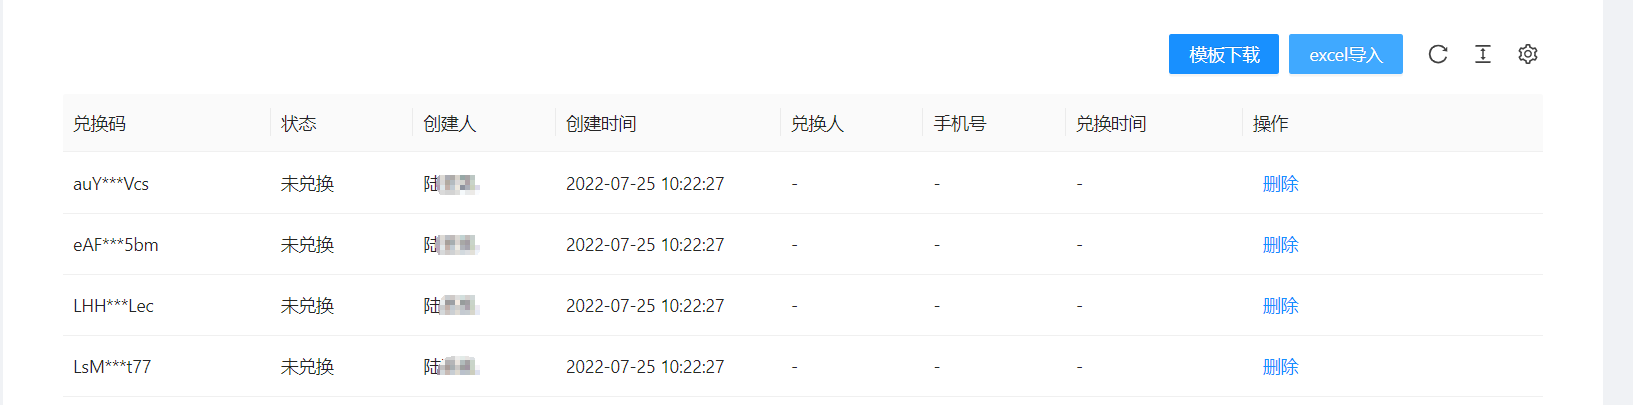 模板下载 excel导入
兑换码 状态 创建人 创建时间 兑换人 手机号 兑换时间 操作
auY***Vcs 未兑换 陆 2022-07-25 10:22:27 - - - 删除
eAF***5bm 未兑换 陆 2022-07-25 10:22:27 - - - 删除
LHH***Lec 未兑换 陆 2022-07-25 10:22:27 - - - 删除
LsM***t77 未兑换 陆 2022-07-25 10:22:27 - - - 删除